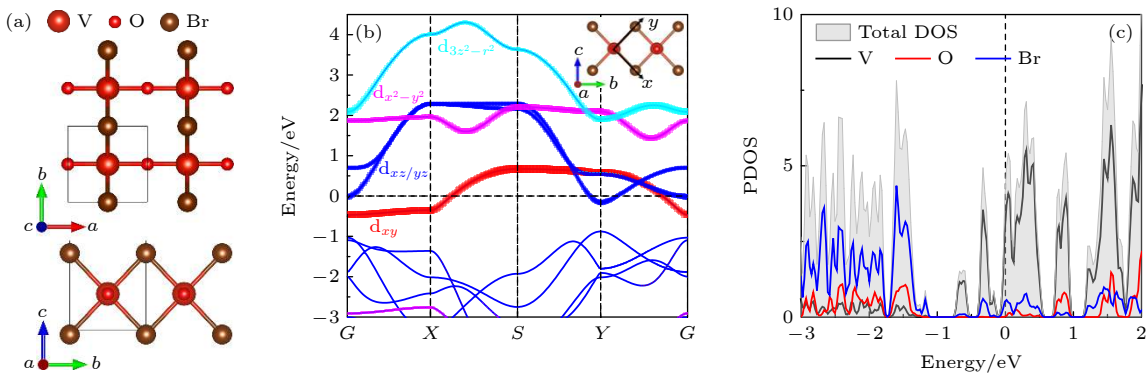 (a) V O Br
b
c a
c
a b
(b)
Energy/eV
4
3
2
1
0
−1
−2
−3
d3z²−r²
dx²−y²
dxz/yz
dxy
y
c
x
a b
G X S Y G
(c)
PDOS
10
5
0
Total DOS
V O Br
−3 −2 −1 0 1 2
Energy/eV